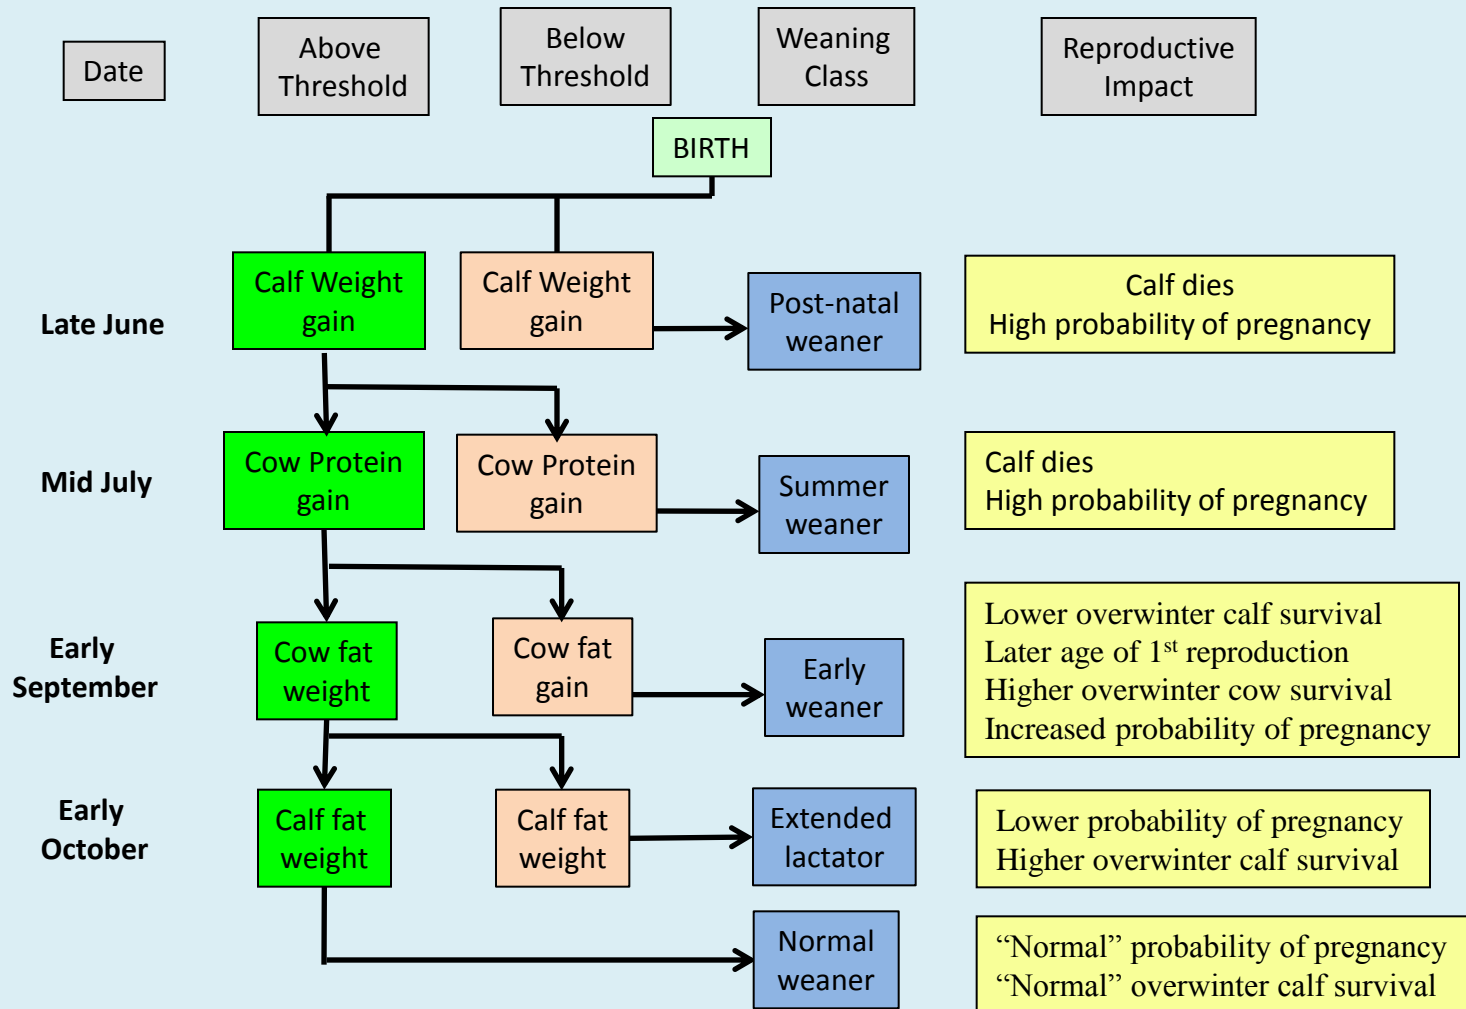 Date
Above
Threshold
Below
Threshold
Weaning
Class
Reproductive
Impact
BIRTH
Late June
Calf Weight
gain
Calf Weight
gain
Post-natal
weaner
Calf dies
High probability of pregnancy
Mid July
Cow Protein
gain
Cow Protein
gain
Summer
weaner
Calf dies
High probability of pregnancy
Early
September
Cow fat
weight
Cow fat
gain
Early
weaner
Lower overwinter calf survival
Later age of 1st reproduction
Higher overwinter cow survival
Increased probability of pregnancy
Early
October
Calf fat
weight
Calf fat
weight
Extended
lactator
Lower probability of pregnancy
Higher overwinter calf survival
Normal
weaner
“Normal” probability of pregnancy
“Normal” overwinter calf survival